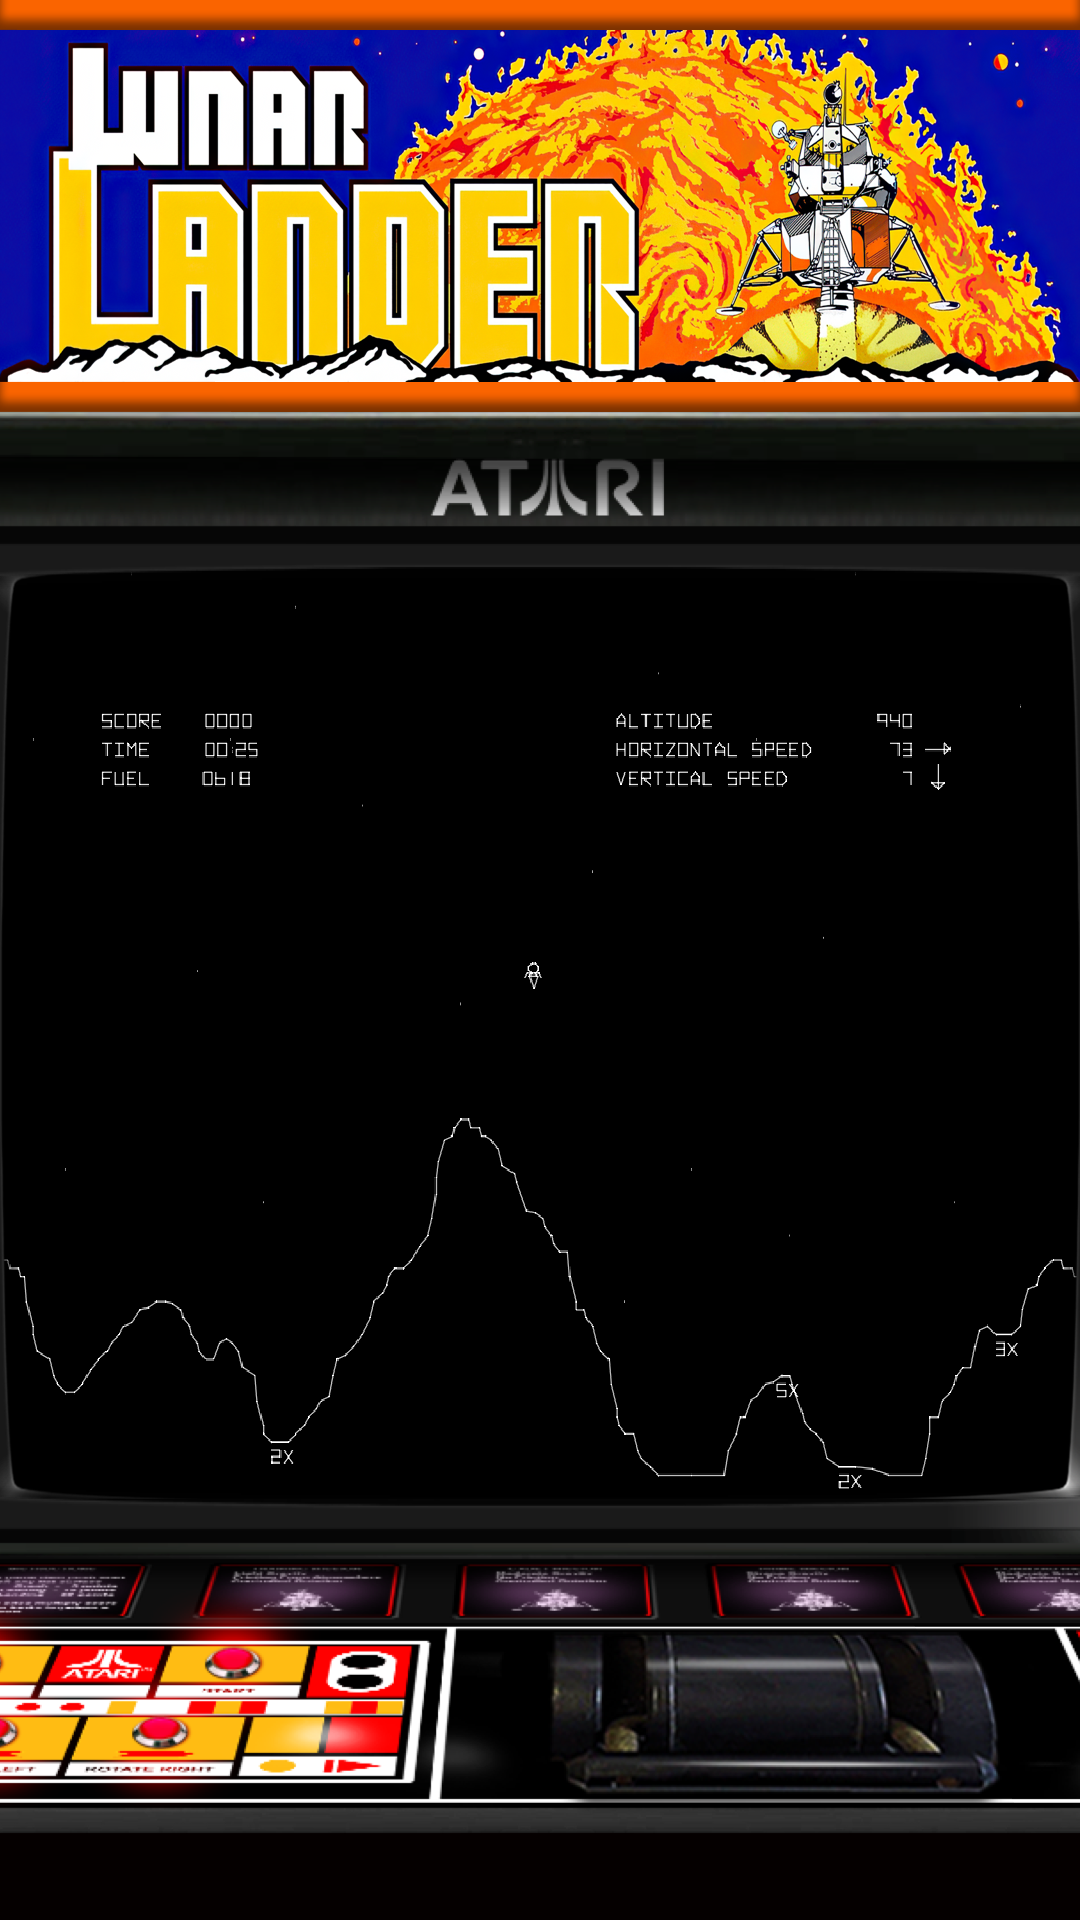 LUNAR
LANDER
ATARI
SCORE 0000
TIME 00:25
FUEL 0618
ALTITUDE 940
HORIZONTAL SPEED 73 →
VERTICAL SPEED 7 ↓
3X
5X
2X
2X
ATARI
START
LEFT
ROTATE RIGHT